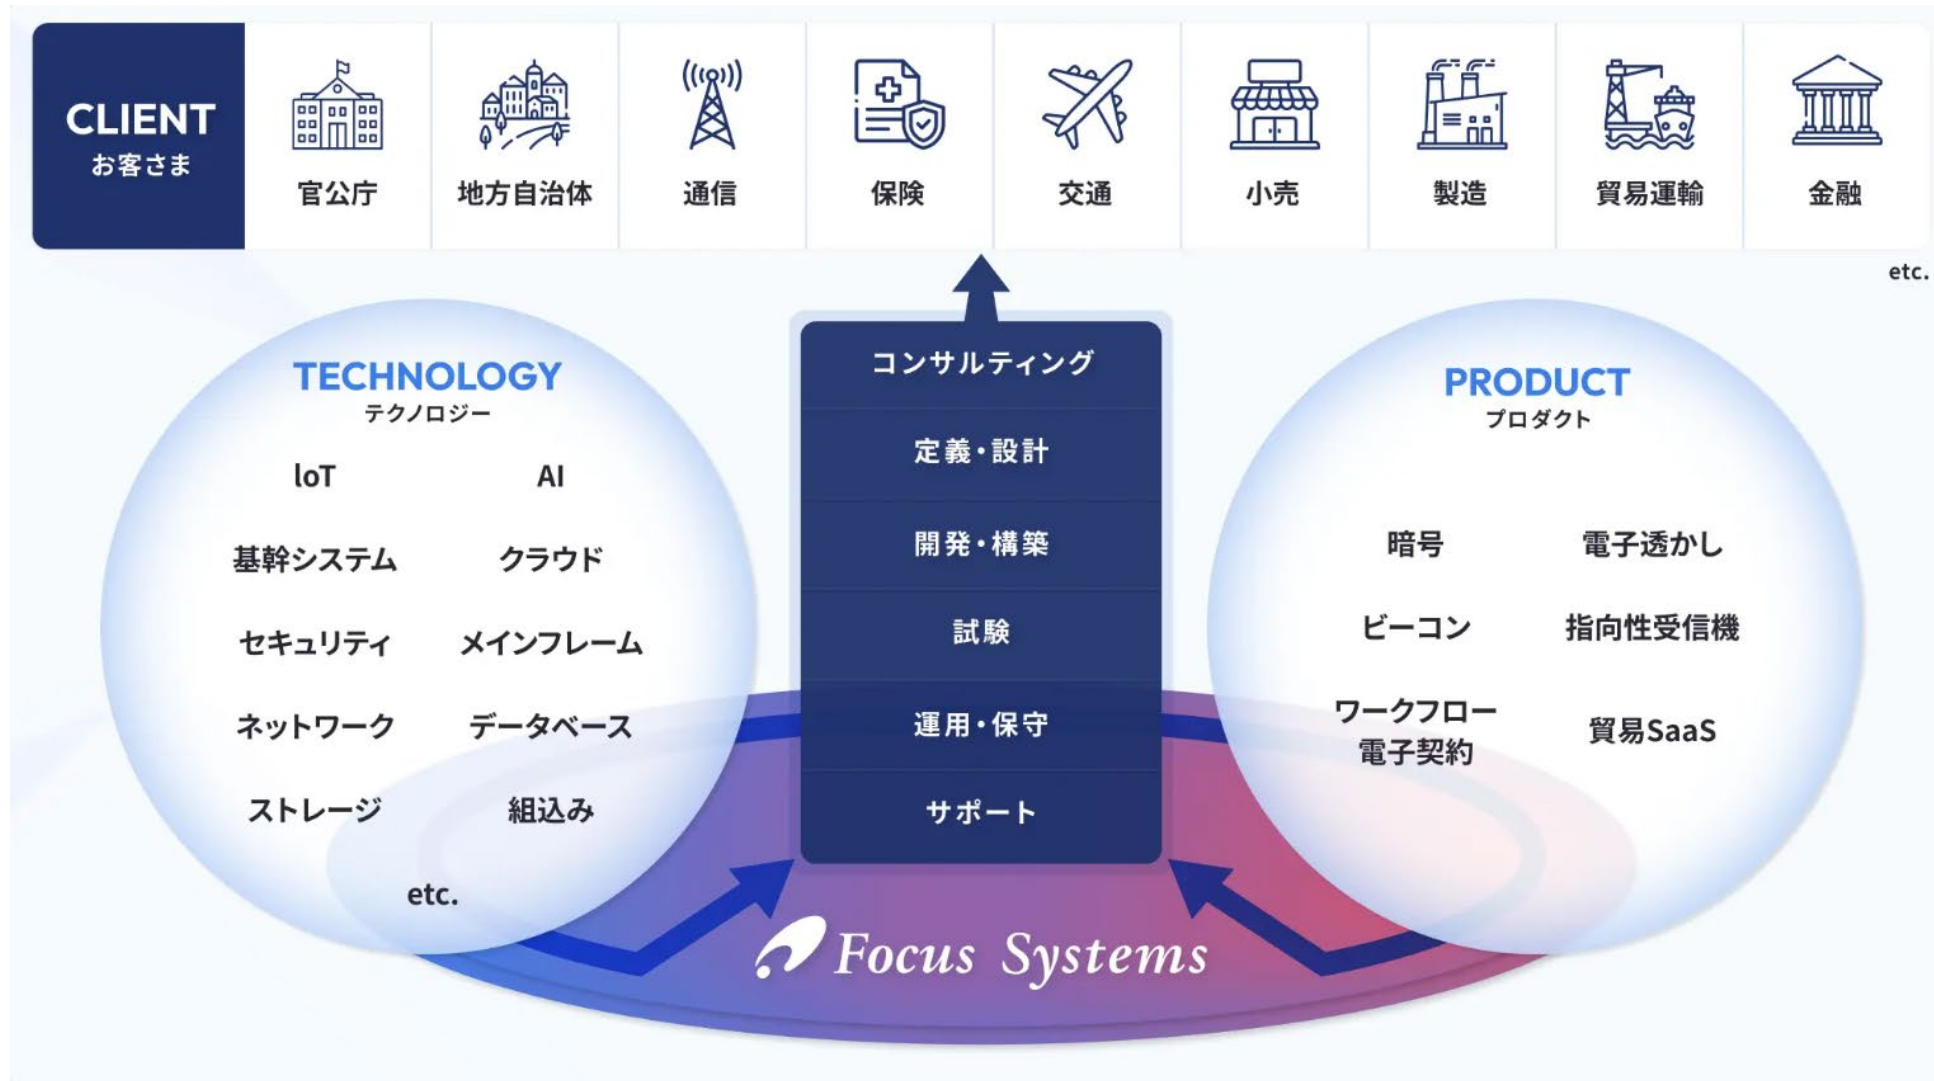 CLIENT
お客さま
官公庁
地方自治体
通信
保険
交通
小売
製造
貿易運輸
金融
etc.
TECHNOLOGY
テクノロジー
loT
AI
基幹システム
クラウド
セキュリティ
メインフレーム
ネットワーク
データベース
ストレージ
組込み
etc.
コンサルティング
定義・設計
開発・構築
試験
運用・保守
サポート
PRODUCT
プロダクト
暗号
電子透かし
ビーコン
指向性受信機
ワークフロー
電子契約
貿易SaaS
Focus Systems